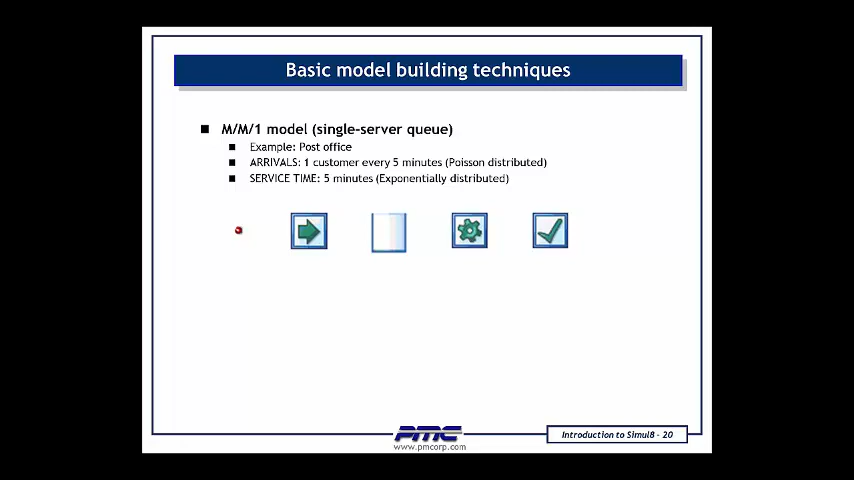 Basic model building techniques
M/M/1 model (single-server queue)
Example: Post office
ARRIVALS: 1 customer every 5 minutes (Poisson distributed)
SERVICE TIME: 5 minutes (Exponentially distributed)
PMC
www.pmcorp.com
Introduction to Simul8 - 20